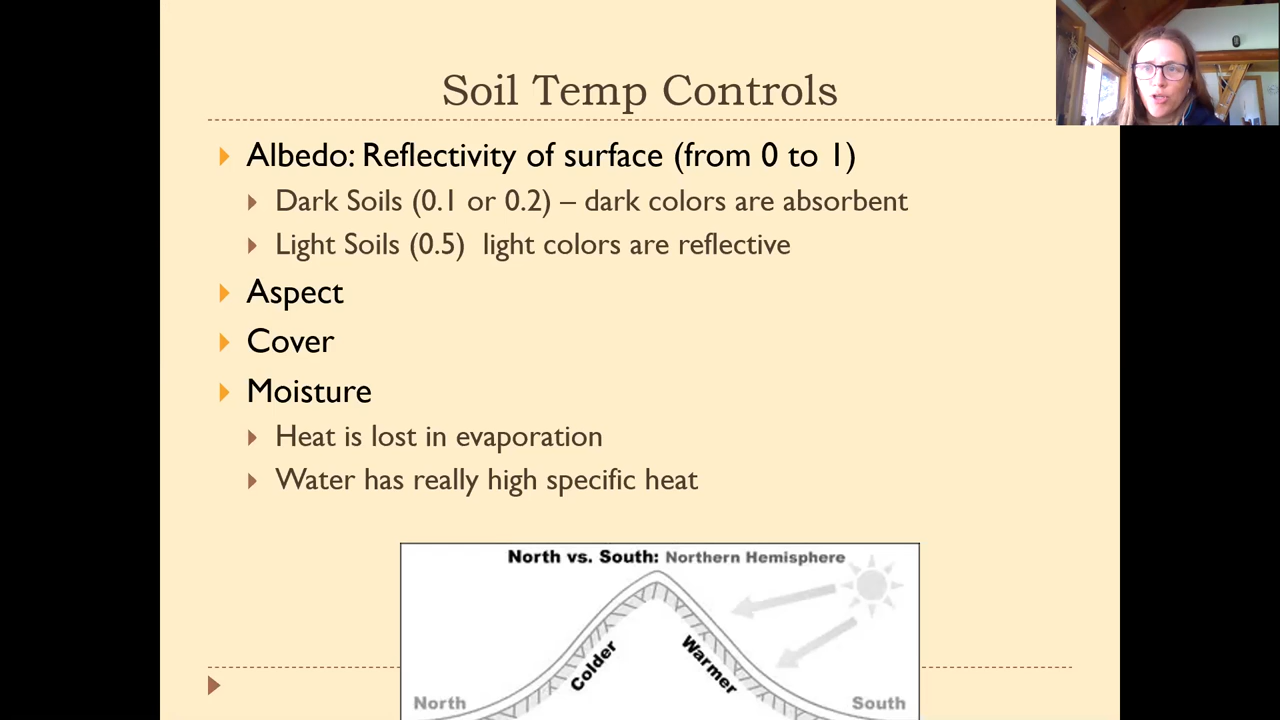 Soil Temp Controls
Albedo: Reflectivity of surface (from 0 to 1)
Dark Soils (0.1 or 0.2) – dark colors are absorbent
Light Soils (0.5)  light colors are reflective
Aspect
Cover
Moisture
Heat is lost in evaporation
Water has really high specific heat
North vs. South: Northern Hemisphere
Colder
Warmer
North
South